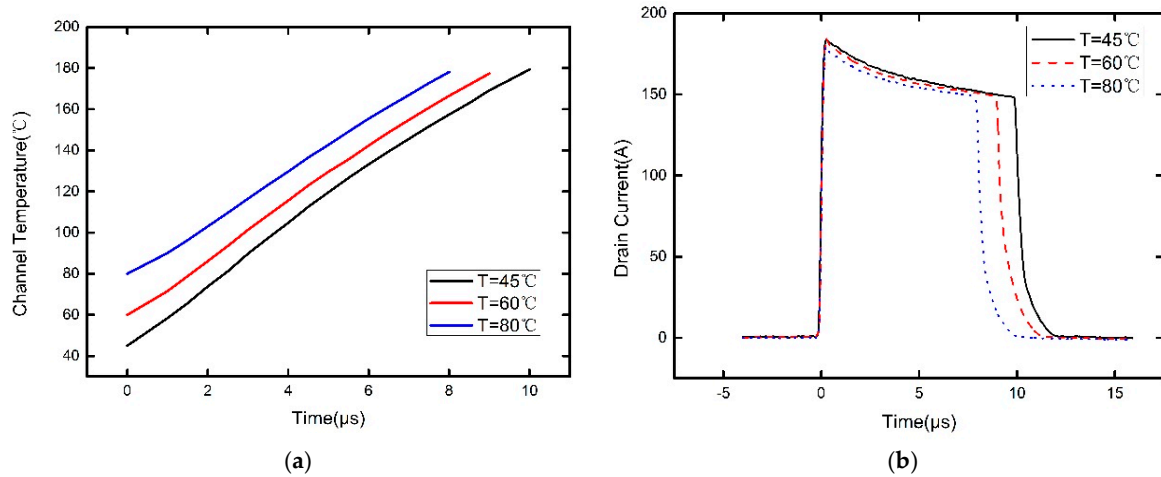 200
180
160
140
120
100
80
60
40
Channel Temperature(℃)
T=45℃
T=60℃
T=80℃
0 2 4 6 8 10
Time(μs)
(a)
200
150
100
50
0
Drain Current(A)
T=45℃
T=60℃
T=80℃
-5 0 5 10 15
Time(μs)
(b)